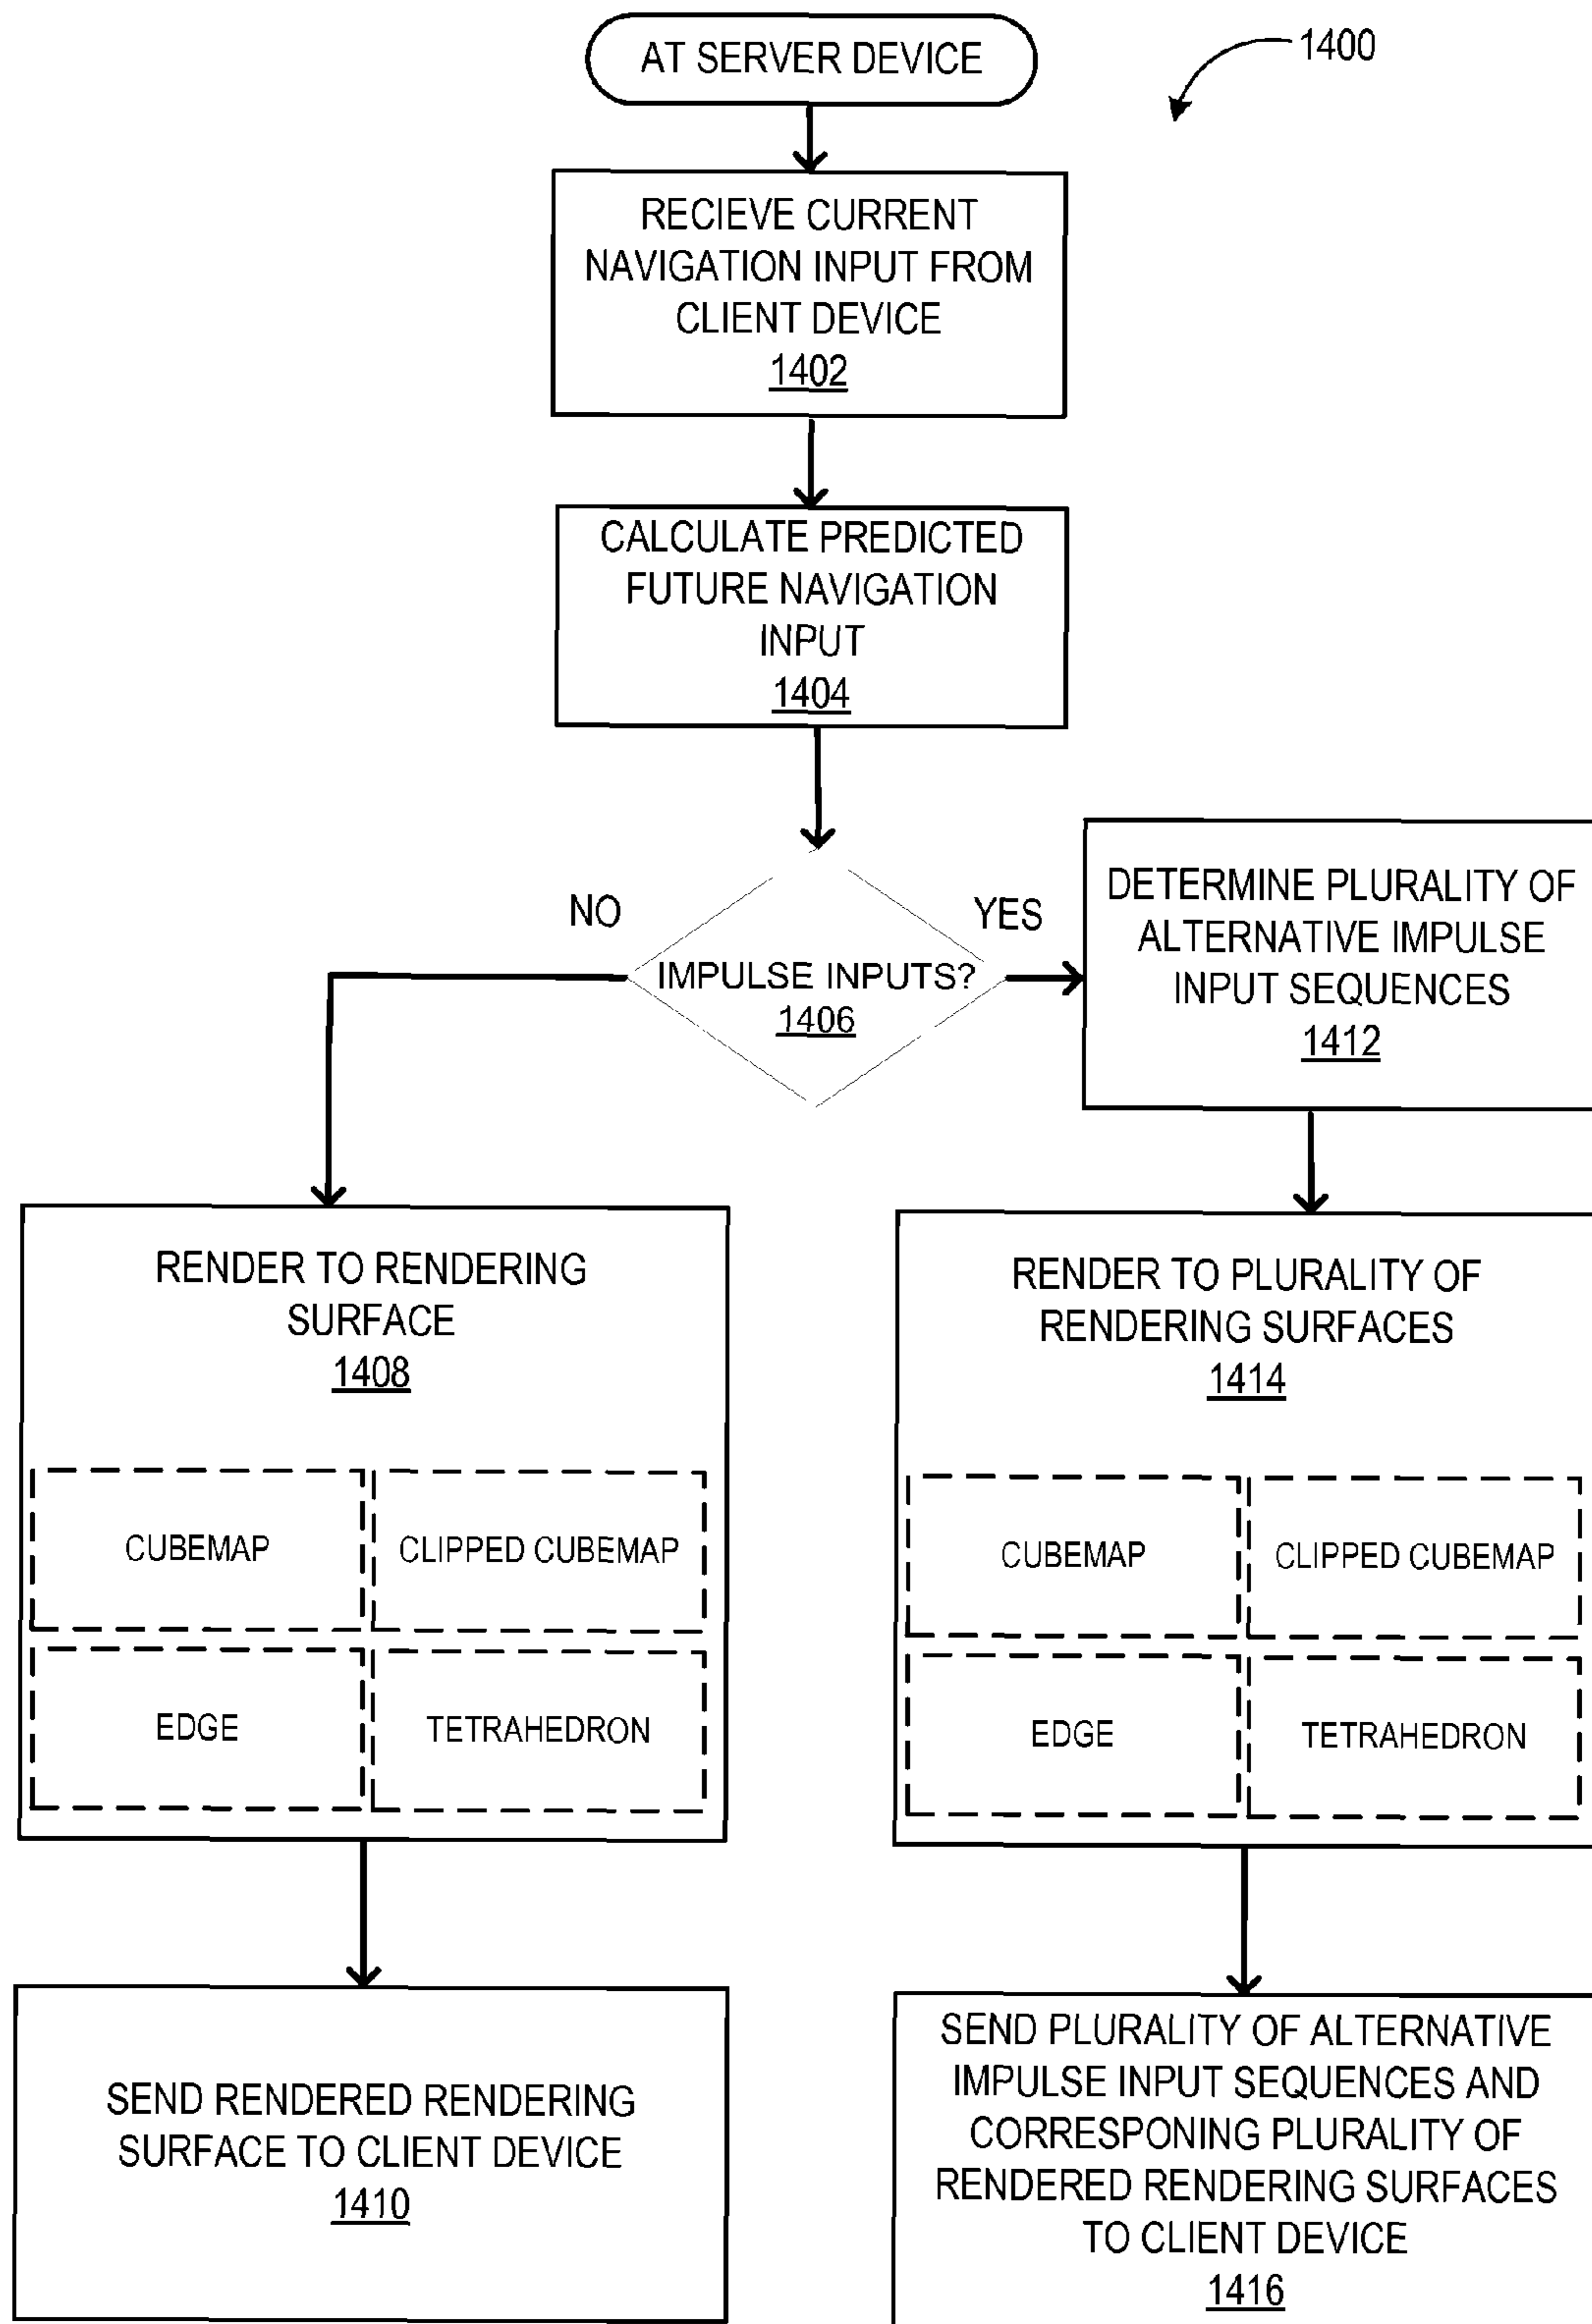 AT SERVER DEVICE
1400
RECIEVE CURRENT
NAVIGATION INPUT FROM
CLIENT DEVICE
1402
CALCULATE PREDICTED
FUTURE NAVIGATION
INPUT
1404
NO
YES
IMPULSE INPUTS?
1406
DETERMINE PLURALITY OF
ALTERNATIVE IMPULSE
INPUT SEQUENCES
1412
RENDER TO RENDERING
SURFACE
1408
CUBEMAP
CLIPPED CUBEMAP
EDGE
TETRAHEDRON
RENDER TO PLURALITY OF
RENDERING SURFACES
1414
CUBEMAP
CLIPPED CUBEMAP
EDGE
TETRAHEDRON
SEND RENDERED RENDERING
SURFACE TO CLIENT DEVICE
1410
SEND PLURALITY OF ALTERNATIVE
IMPULSE INPUT SEQUENCES AND
CORRESPONING PLURALITY OF
RENDERED RENDERING SURFACES
TO CLIENT DEVICE
1416